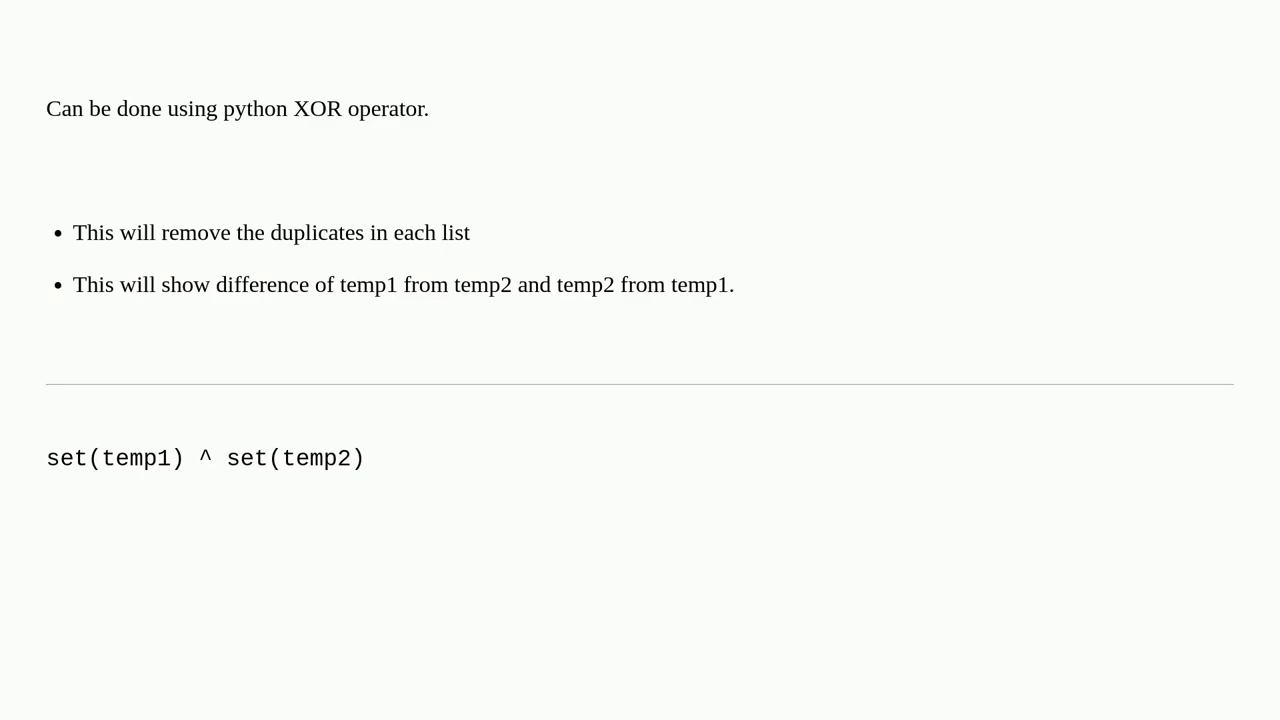 Can be done using python XOR operator.
• This will remove the duplicates in each list
• This will show difference of temp1 from temp2 and temp2 from temp1.
set(temp1) ^ set(temp2)